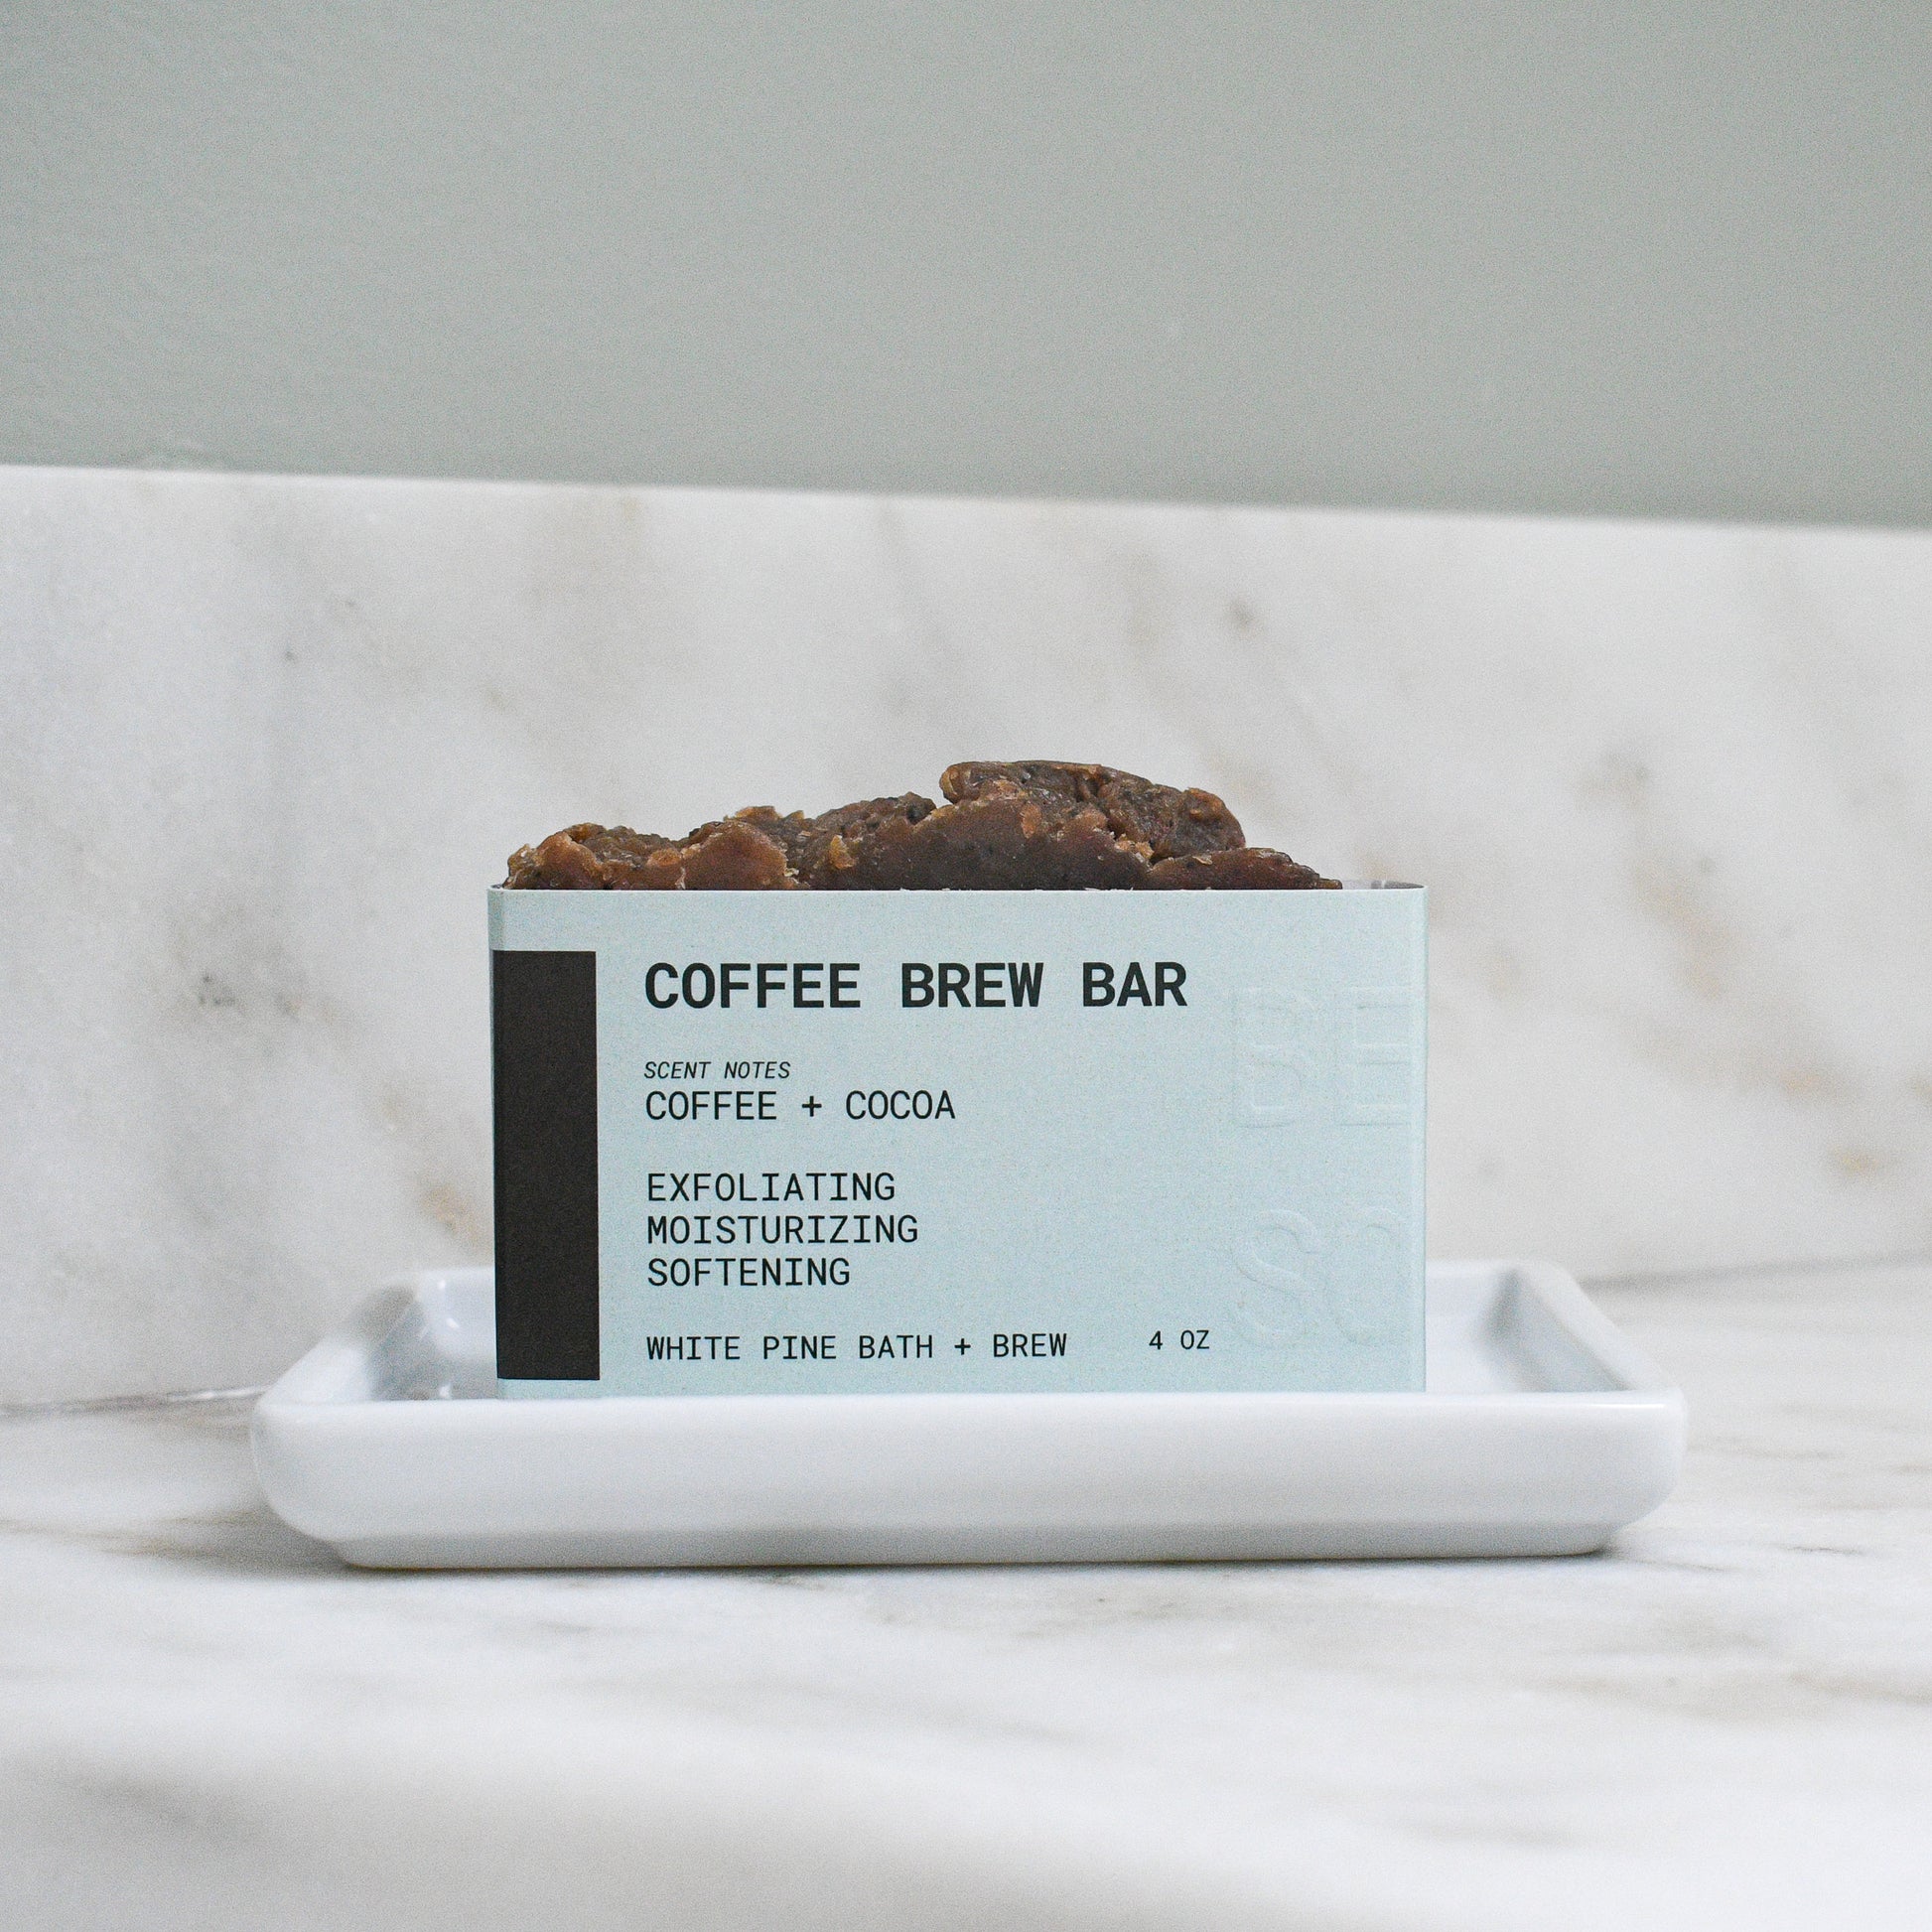 COFFEE BREW BAR
SCENT NOTES
COFFEE + COCOA
EXFOLIATING
MOISTURIZING
SOFTENING
WHITE PINE BATH + BREW 4 OZ